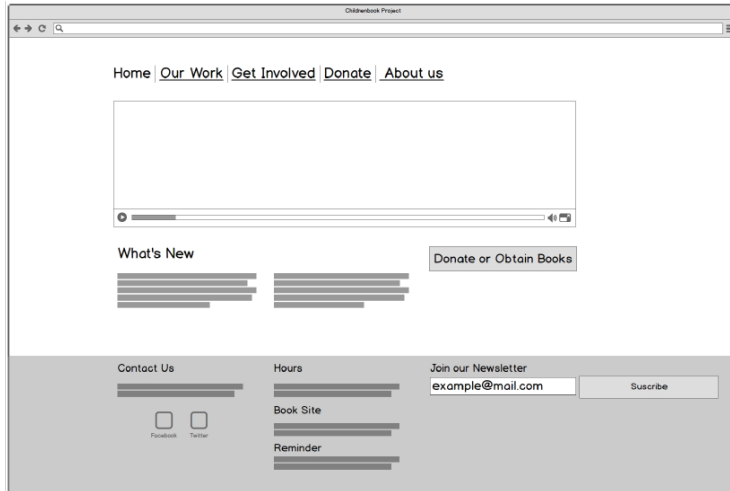 Childrenbook Project
Home Our Work Get Involved Donate About us
What's New
Donate or Obtain Books
Contact Us
Facebook Twitter
Hours
Book Site
Reminder
Join our Newsletter
example@mail.com
Suscribe